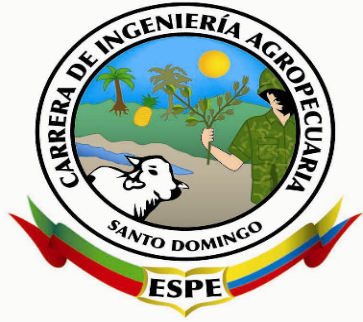 CARRERA DE INGENIERÍA AGROPECUARIA
SANTO DOMINGO
ESPE